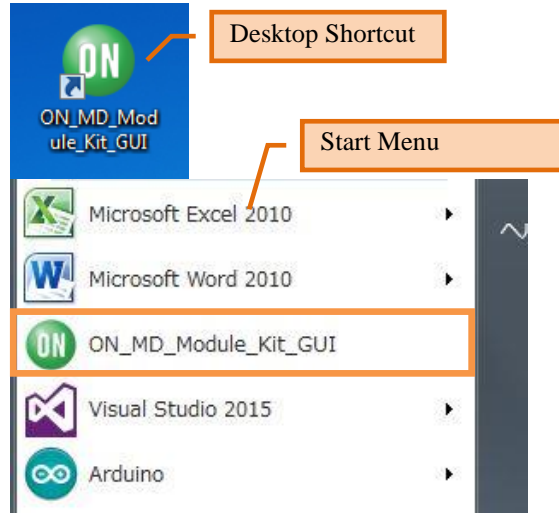 Desktop Shortcut
ON
ON_MD_Mod
ule_Kit_GUI
Start Menu
Microsoft Excel 2010
Microsoft Word 2010
ON
ON_MD_Module_Kit_GUI
Visual Studio 2015
Arduino